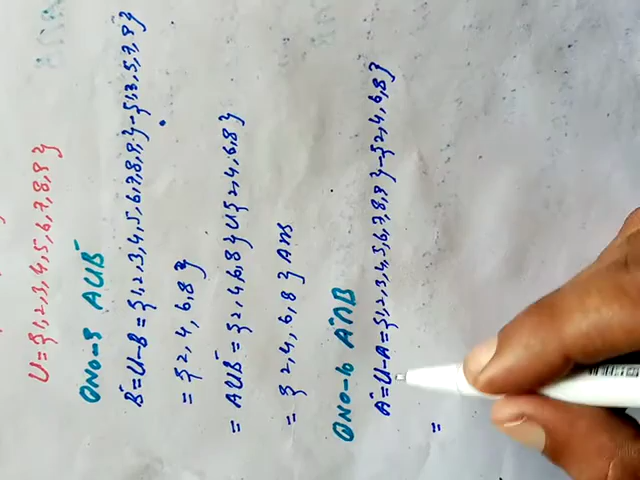 U={1,2,3,4,5,6,7,8,9}
QNo-5 AUB¯
B¯=U-B={1,2,3,4,5,6,7,8,9}-{1,3,5,7,9}
={2,4,6,8}
=AUB¯={2,4,6,8}U{2,4,6,8}
={2,4,6,8} Ans
QNo-6 A¯∩B
A¯=U-A={1,2,3,4,5,6,7,8,9}-{2,4,6,8}
=